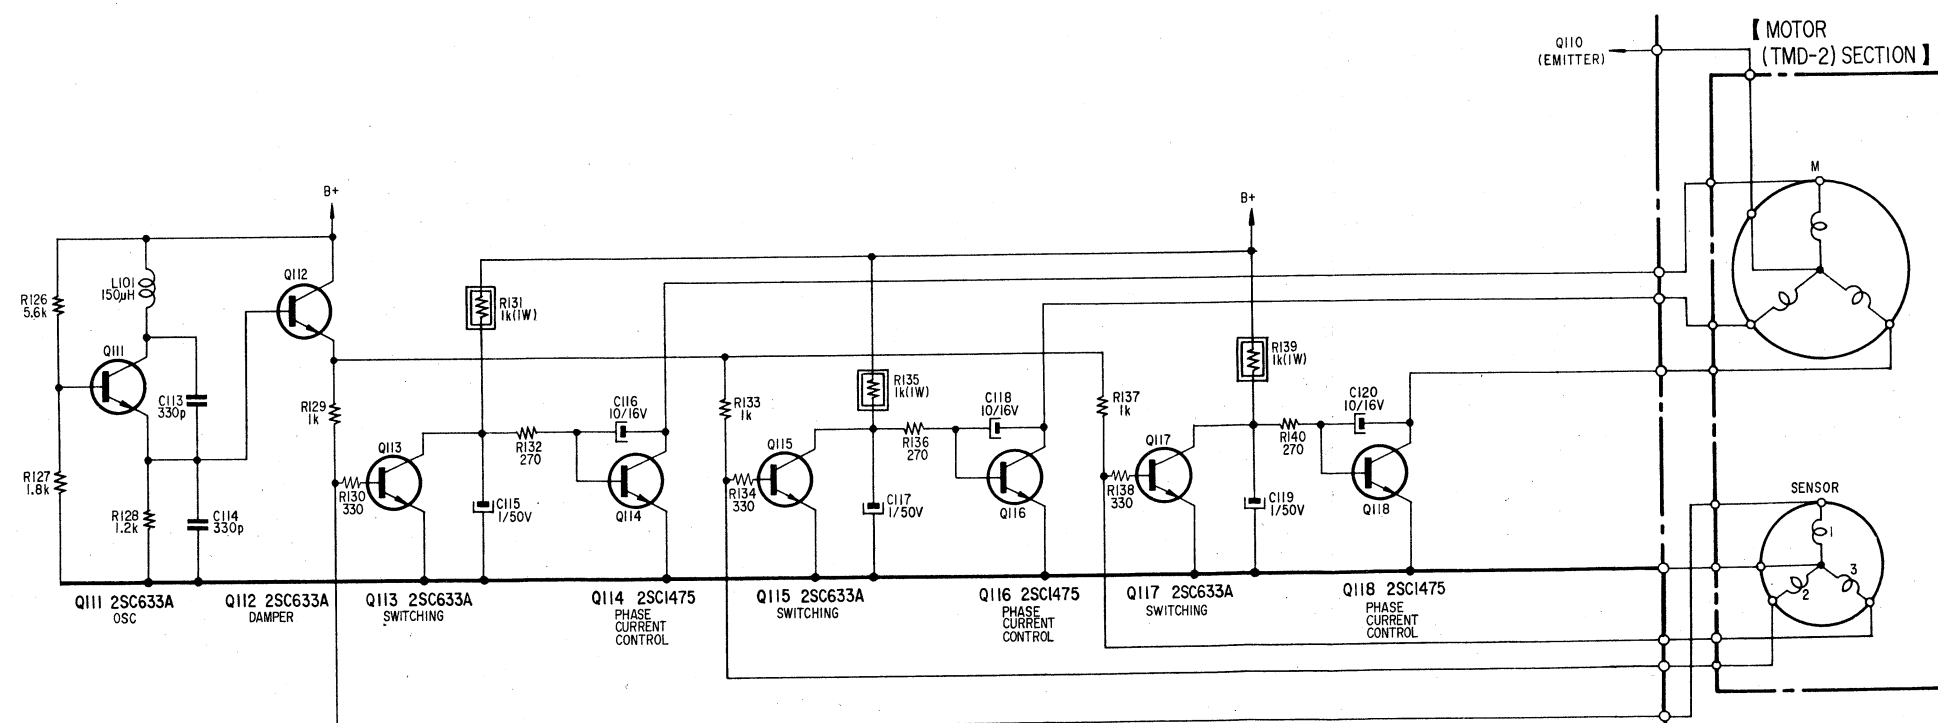 Q110
(EMITTER)
【 MOTOR
(TMD-2) SECTION 】
M
B+
B+
Q112
L101
150μH
R126
5.6k
Q111
R131
1k(1W)
R139
1k(1W)
R135
1k(1W)
C113
330p
R129
1k
C116
10/16V
R133
1k
C118
10/16V
R137
1k
C120
10/16V
Q113
R132
270
Q115
R136
270
Q117
R140
270
R127
1.8k
R130
330
C115
1/50V
Q114
R134
330
C117
1/50V
Q116
R138
330
C119
1/50V
Q118
SENSOR
1
2
3
R128
1.2k
C114
330p
Q111 2SC633A
OSC
Q112 2SC633A
DAMPER
Q113 2SC633A
SWITCHING
Q114 2SC1475
PHASE
CURRENT
CONTROL
Q115 2SC633A
SWITCHING
Q116 2SC1475
PHASE
CURRENT
CONTROL
Q117 2SC633A
SWITCHING
Q118 2SC1475
PHASE
CURRENT
CONTROL